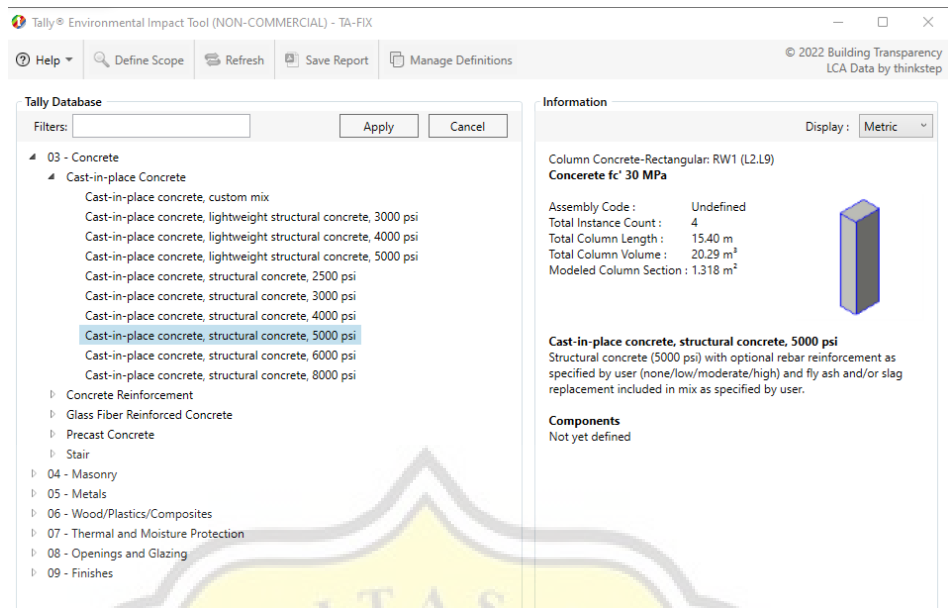 Tally® Environmental Impact Tool (NON-COMMERCIAL) - TA-FIX
Help
Define Scope
Refresh
Save Report
Manage Definitions
© 2022 Building Transparency
LCA Data by thinkstep
Tally Database
Filters:
Apply
Cancel
03 - Concrete
Cast-in-place Concrete
Cast-in-place concrete, custom mix
Cast-in-place concrete, lightweight structural concrete, 3000 psi
Cast-in-place concrete, lightweight structural concrete, 4000 psi
Cast-in-place concrete, lightweight structural concrete, 5000 psi
Cast-in-place concrete, structural concrete, 2500 psi
Cast-in-place concrete, structural concrete, 3000 psi
Cast-in-place concrete, structural concrete, 4000 psi
Cast-in-place concrete, structural concrete, 5000 psi
Cast-in-place concrete, structural concrete, 6000 psi
Cast-in-place concrete, structural concrete, 8000 psi
Concrete Reinforcement
Glass Fiber Reinforced Concrete
Precast Concrete
Stair
04 - Masonry
05 - Metals
06 - Wood/Plastics/Composites
07 - Thermal and Moisture Protection
08 - Openings and Glazing
09 - Finishes
Information
Display : Metric
Column Concrete-Rectangular: RW1 (L2.L9)
Concerete fc' 30 MPa
Assembly Code : Undefined
Total Instance Count : 4
Total Column Length : 15.40 m
Total Column Volume : 20.29 m³
Modeled Column Section : 1.318 m²
Cast-in-place concrete, structural concrete, 5000 psi
Structural concrete (5000 psi) with optional rebar reinforcement as
specified by user (none/low/moderate/high) and fly ash and/or slag
replacement included in mix as specified by user.
Components
Not yet defined
ITAS